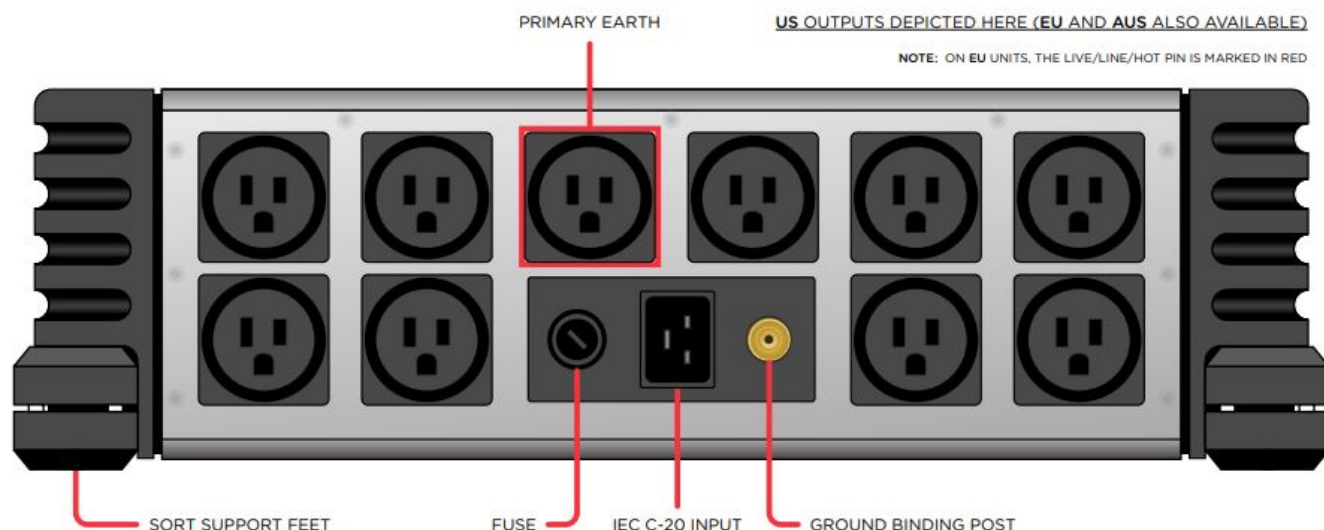 PRIMARY EARTH
US OUTPUTS DEPICTED HERE (EU AND AUS ALSO AVAILABLE)
NOTE: ON EU UNITS, THE LIVE/LINE/HOT PIN IS MARKED IN RED
SORT SUPPORT FEET
FUSE
IEC C-20 INPUT
GROUND BINDING POST